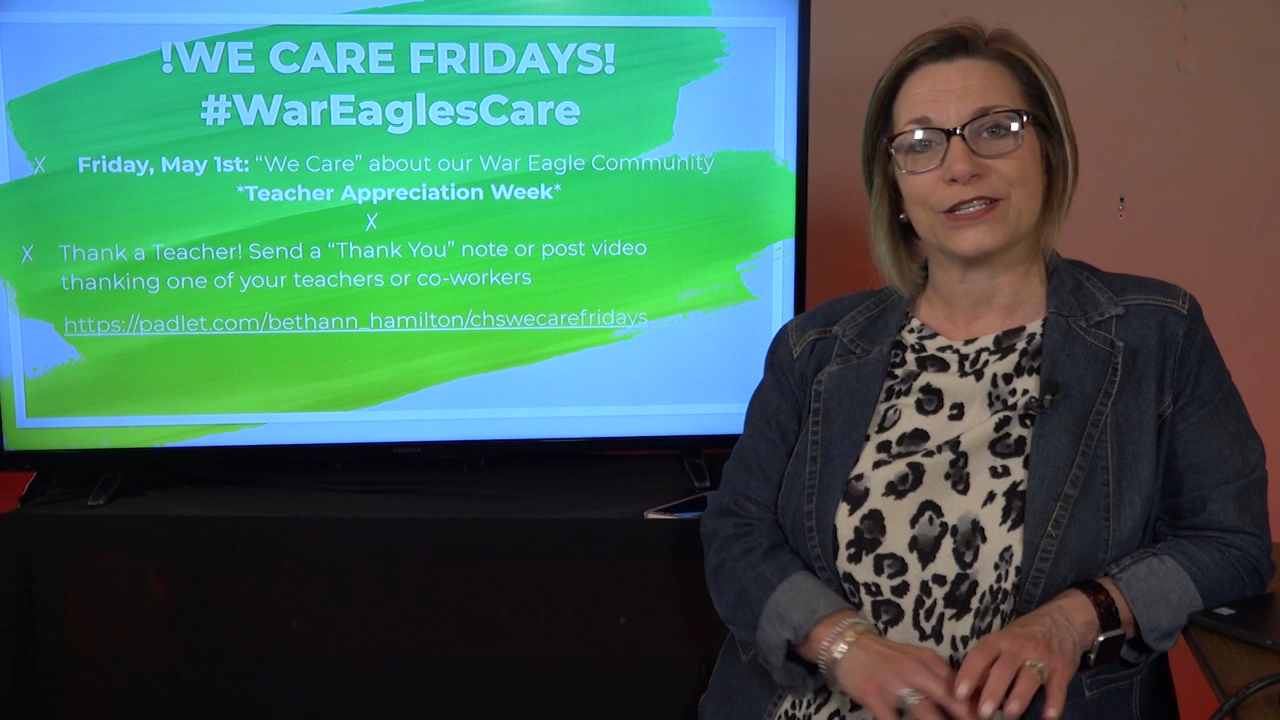 !WE CARE FRIDAYS!
#WarEaglesCare
X Friday, May 1st: “We Care” about our War Eagle Community
*Teacher Appreciation Week*
X
X Thank a Teacher! Send a “Thank You” note or post video
thanking one of your teachers or co-workers
https://padlet.com/bethann_hamilton/chswecarefridays